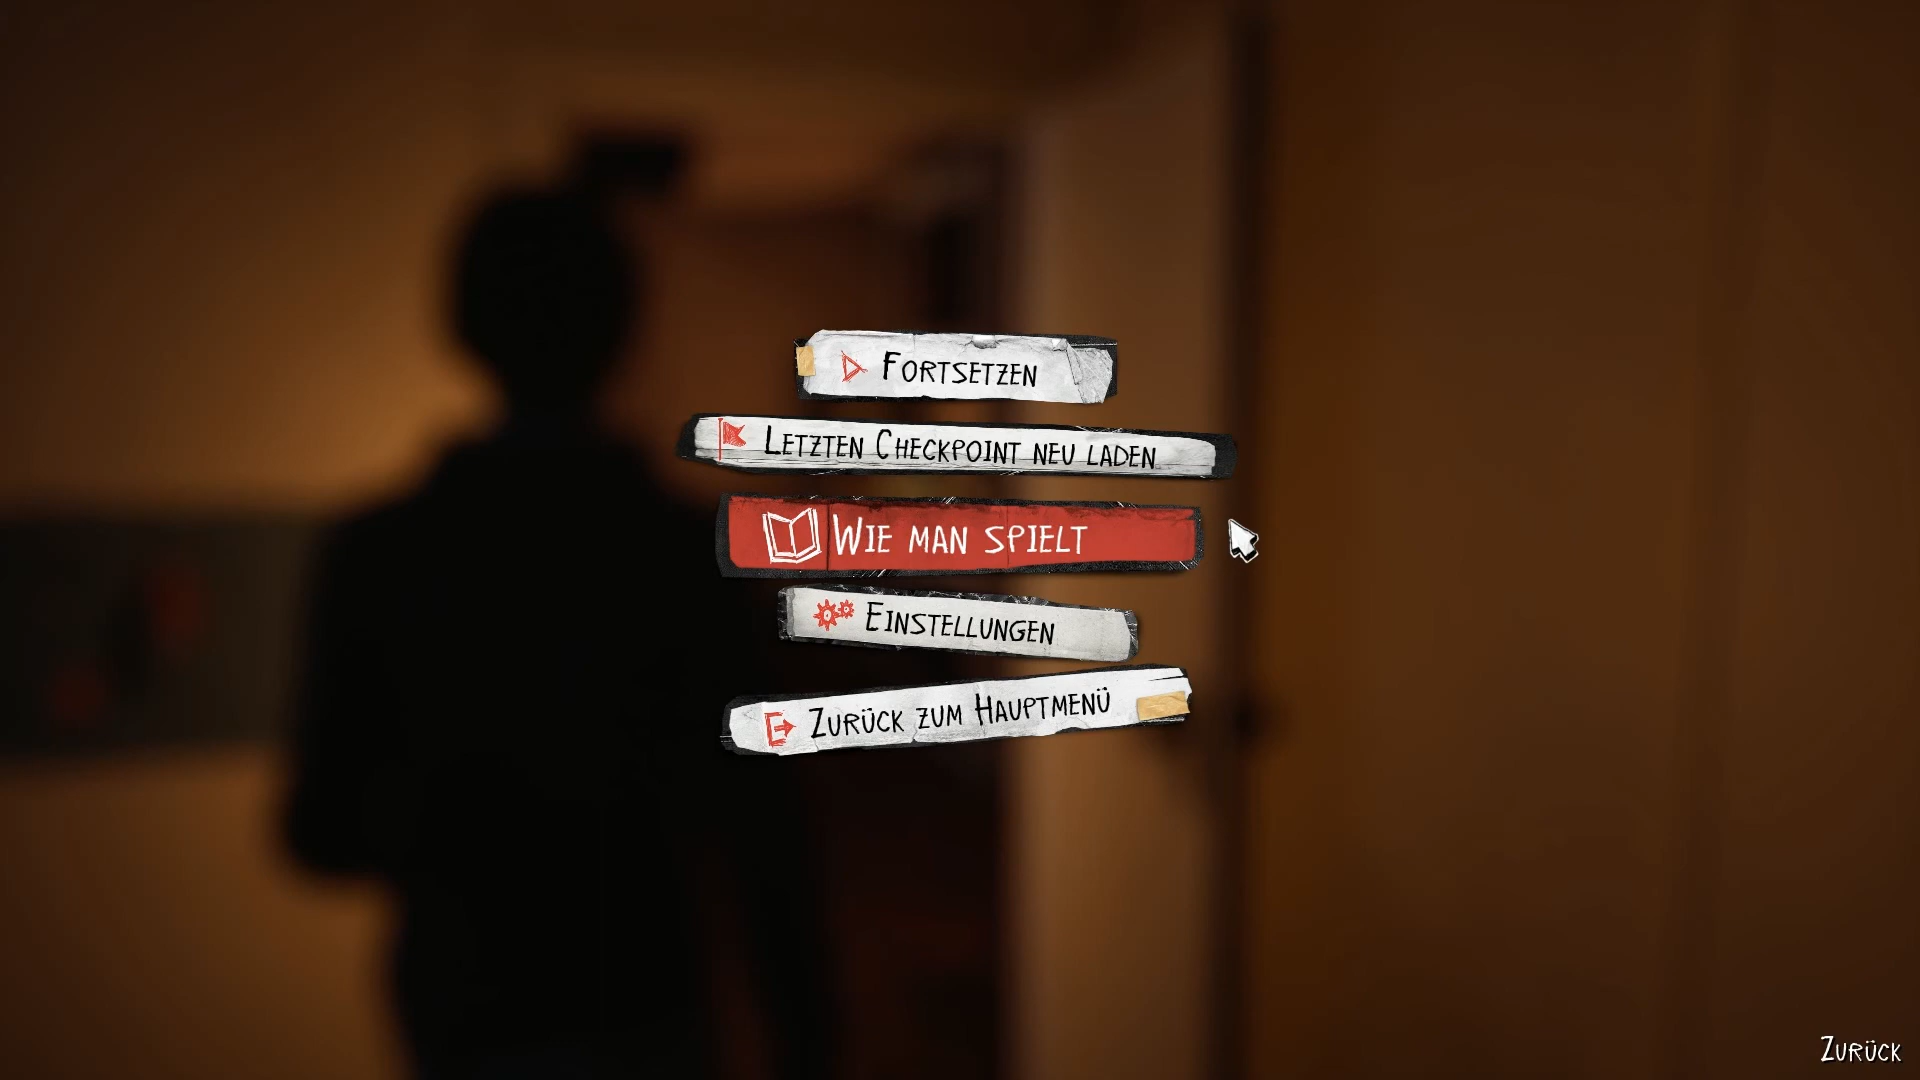 Fortsetzen
Letzten Checkpoint neu laden
Wie man spielt
Einstellungen
Zurück zum Hauptmenü
Zurück